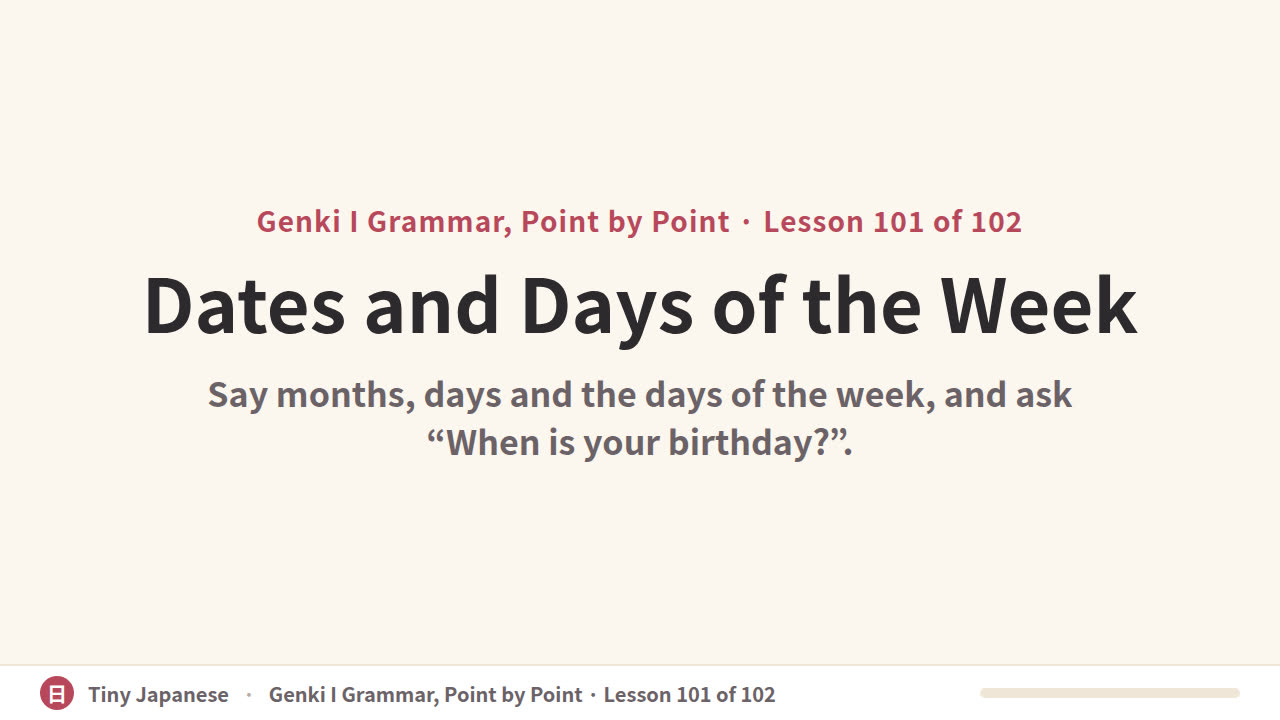 Genki I Grammar, Point by Point · Lesson 101 of 102
Dates and Days of the Week
Say months, days and the days of the week, and ask
“When is your birthday?”.
日 Tiny Japanese · Genki I Grammar, Point by Point · Lesson 101 of 102